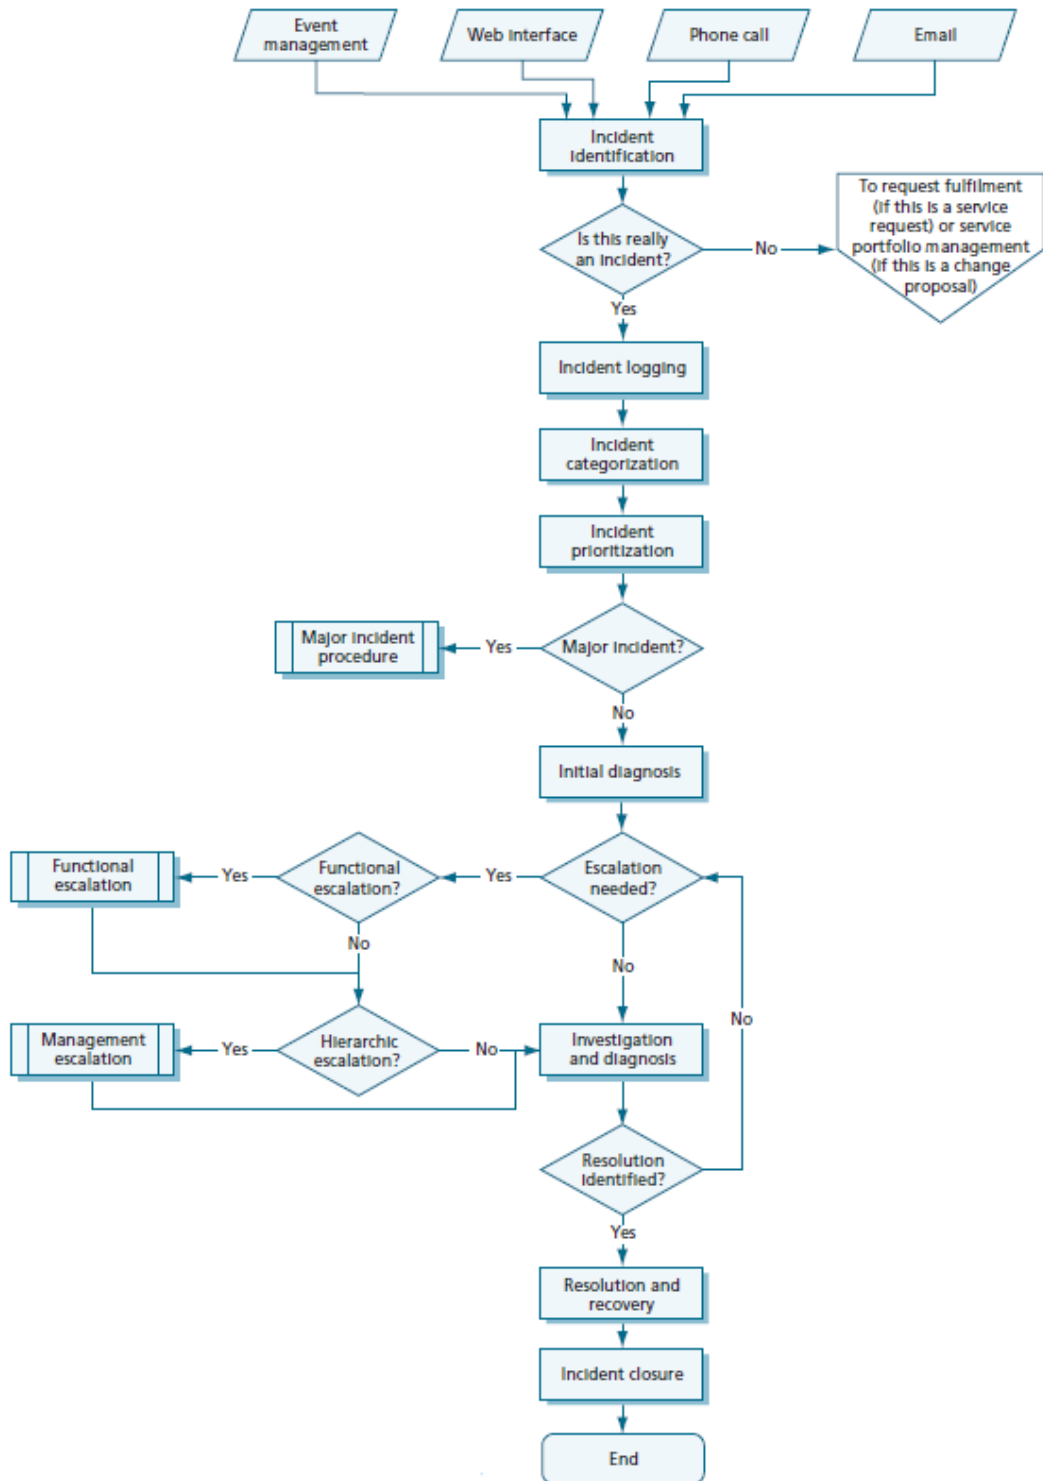 Event
management
Web interface
Phone call
Email
Incident
identification
To request fulfilment
(if this is a service
request) or service
portfolio management
(if this is a change
proposal)
Is this really
an incident?
No
Yes
Incident logging
Incident
categorization
Incident
prioritization
Major incident
procedure
Yes
Major incident?
No
Initial diagnosis
Functional
escalation
Yes
Functional
escalation?
Yes
Escalation
needed?
No
No
Management
escalation
Yes
Hierarchic
escalation?
No
Investigation
and diagnosis
No
Resolution
identified?
Yes
Resolution and
recovery
Incident closure
End